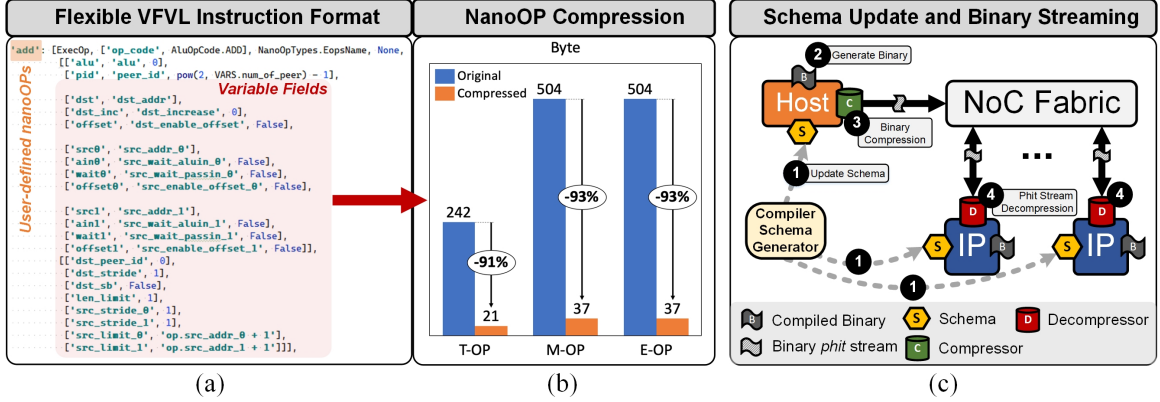 Flexible VFVL Instruction Format
'add': [ExecOp, ['op_code', AluOpCode.ADD], NanoOpTypes.EopsName, None,
[['alu', 'alu', 0],
['pid', 'peer_id', pow(2, VARS.num_of_peer) - 1],
Variable Fields
['dst', 'dst_addr'],
['dst_inc', 'dst_increase', 0],
['offset', 'dst_enable_offset', False],
['src0', 'src_addr_0'],
['ain0', 'src_wait_aluin_0', False],
['wait0', 'src_wait_passin_0', False],
['offset0', 'src_enable_offset_0', False],
['src1', 'src_addr_1'],
['ain1', 'src_wait_aluin_1', False],
['wait1', 'src_wait_passin_1', False],
['offset1', 'src_enable_offset_1', False]],
[['dst_peer_id', 0],
['dst_stride', 1],
['dst_sb', False],
['len_limit', 1],
['src_stride_0', 1],
['src_stride_1', 1],
['src_limit_0', 'op.src_addr_0 + 1'],
['src_limit_1', 'op.src_addr_1 + 1']]],
User-defined nanoOPs
(a)
NanoOP Compression
Byte
Original
Compressed
504
504
242
-91%
-93%
-93%
21
37
37
T-OP
M-OP
E-OP
(b)
Schema Update and Binary Streaming
2 Generate Binary
B
Host
C
S
3 Binary
Compression
NoC Fabric
...
1 Update Schema
Compiler
Schema
Generator
4 Phit Stream
Decompression
4
D
D
S
IP
B
S
IP
B
1
1
B Compiled Binary
S Schema
D Decompressor
Binary phit stream
C Compressor
(c)